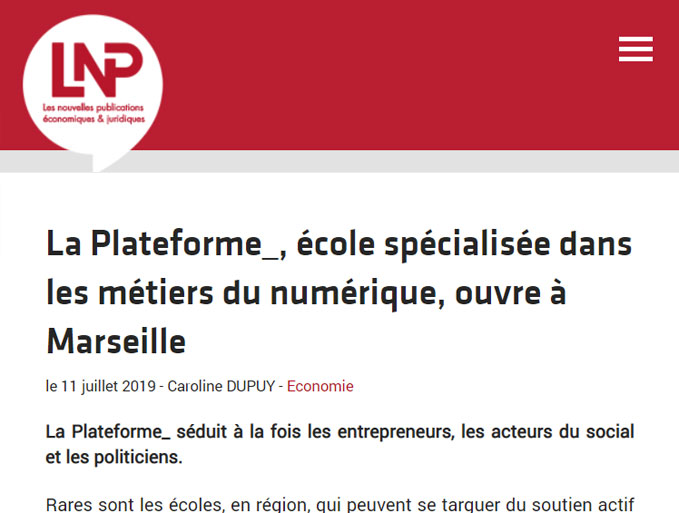 LNP
Les nouvelles publications
économiques & juridiques
La Plateforme_, école spécialisée dans
les métiers du numérique, ouvre à
Marseille
le 11 juillet 2019 - Caroline DUPUY - Economie
La Plateforme_ séduit à la fois les entrepreneurs, les acteurs du social
et les politiciens.
Rares sont les écoles, en région, qui peuvent se targuer du soutien actif